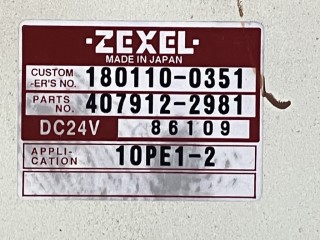 ·ZEXEL·
MADE IN JAPAN
CUSTOM -ER'S NO. 180110-0351
PARTS NO. 407912-2981
DC24V 86109
APPLI- CATION 10PE1-2